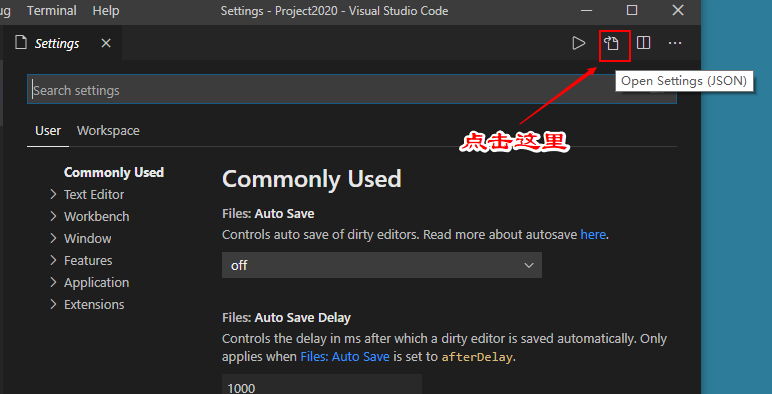 ug Terminal Help Settings - Project2020 - Visual Studio Code
Settings
Open Settings (JSON)
Search settings
点击这里
User Workspace
Commonly Used
Text Editor
Workbench
Window
Features
Application
Extensions
Commonly Used
Files: Auto Save
Controls auto save of dirty editors. Read more about autosave here.
off
Files: Auto Save Delay
Controls the delay in ms after which a dirty editor is saved automatically. Only
applies when Files: Auto Save is set to afterDelay.
1000